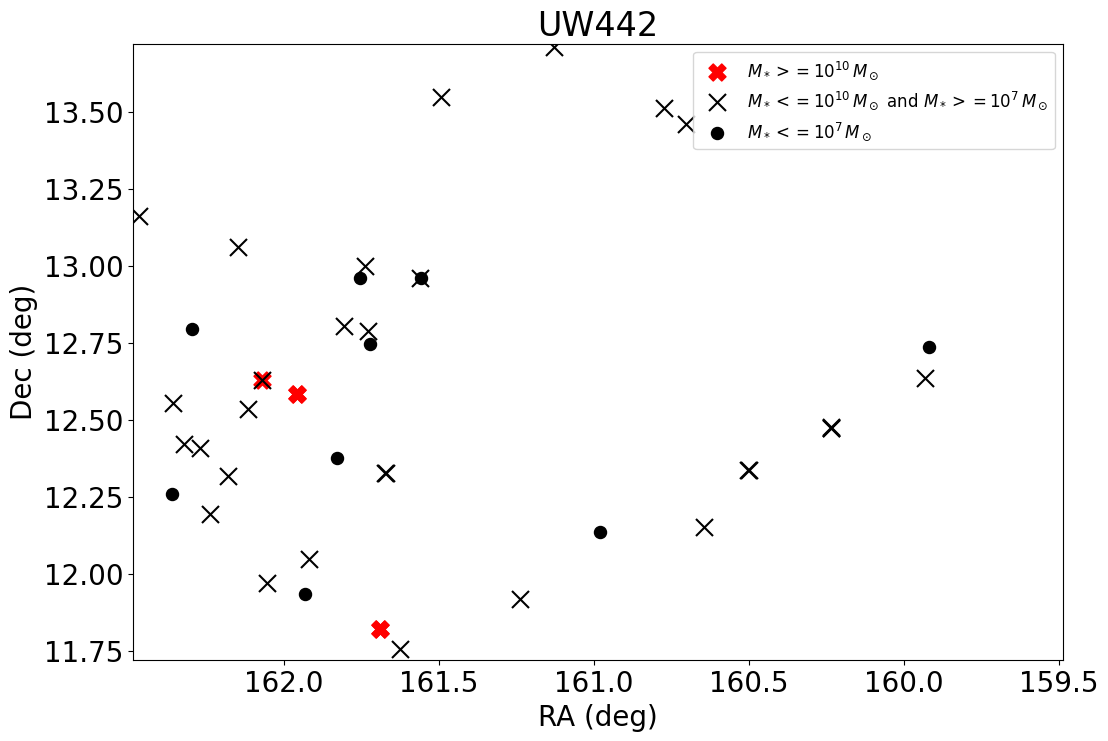 UW442
M* >= 10^10 M⊙
M* <= 10^10 M⊙ and M* >= 10^7 M⊙
M* <= 10^7 M⊙
13.50
13.25
13.00
12.75
12.50
12.25
12.00
11.75
Dec (deg)
162.0 161.5 161.0 160.5 160.0 159.5
RA (deg)